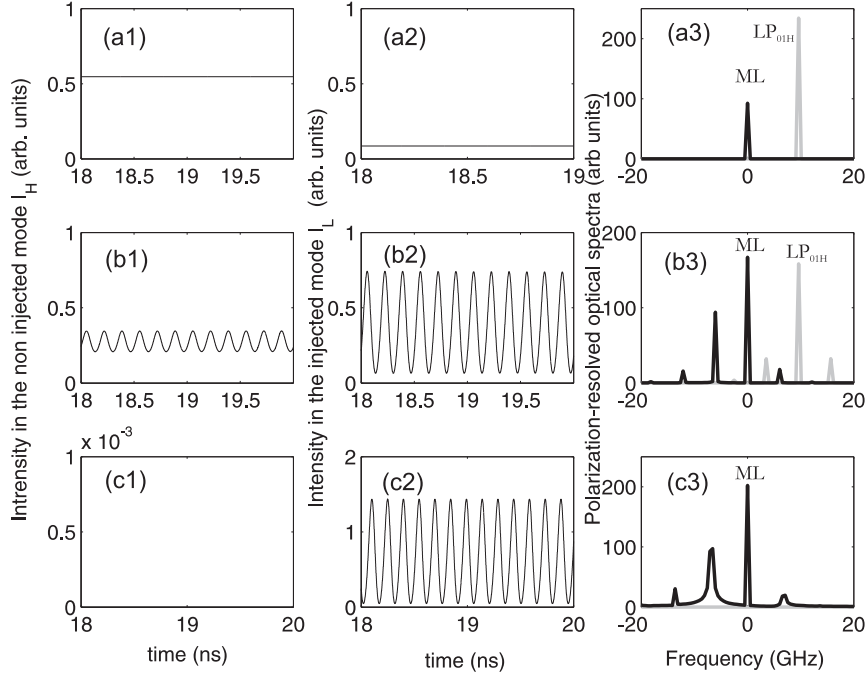 Intrensity in the non injected mode I_H (arb. units)
(a1)
1
0.5
0
18
18.5
19
19.5
(b1)
1
0.5
0
18
18.5
19
19.5
20
x 10^-3
(c1)
1
0.5
0
18
19
20
time (ns)
Intensity in the injected mode I_L (arb. units)
(a2)
1
0.5
0
18
18.5
19
(b2)
1
0.5
0
18
18.5
19
19.5
20
(c2)
2
1
0
18
19
20
time (ns)
Polarization-resolved optical spectra (arb units)
(a3)
LP_01H
ML
200
100
0
-20
0
20
(b3)
ML
LP_01H
250
200
100
0
-20
0
20
(c3)
ML
250
200
100
0
-20
0
20
Frequency (GHz)